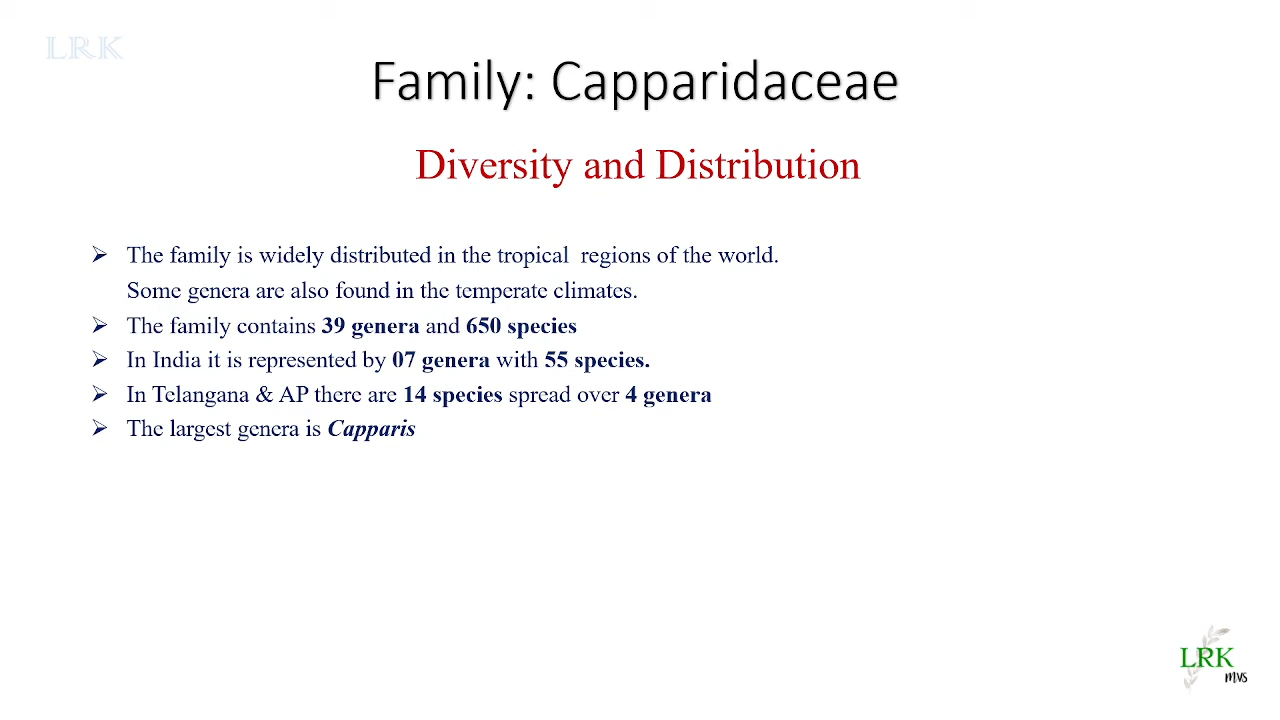 LRK
Family: Capparidaceae
Diversity and Distribution
➢ The family is widely distributed in the tropical regions of the world.
Some genera are also found in the temperate climates.
➢ The family contains 39 genera and 650 species
➢ In India it is represented by 07 genera with 55 species.
➢ In Telangana & AP there are 14 species spread over 4 genera
➢ The largest genera is Capparis
LRK
MVS